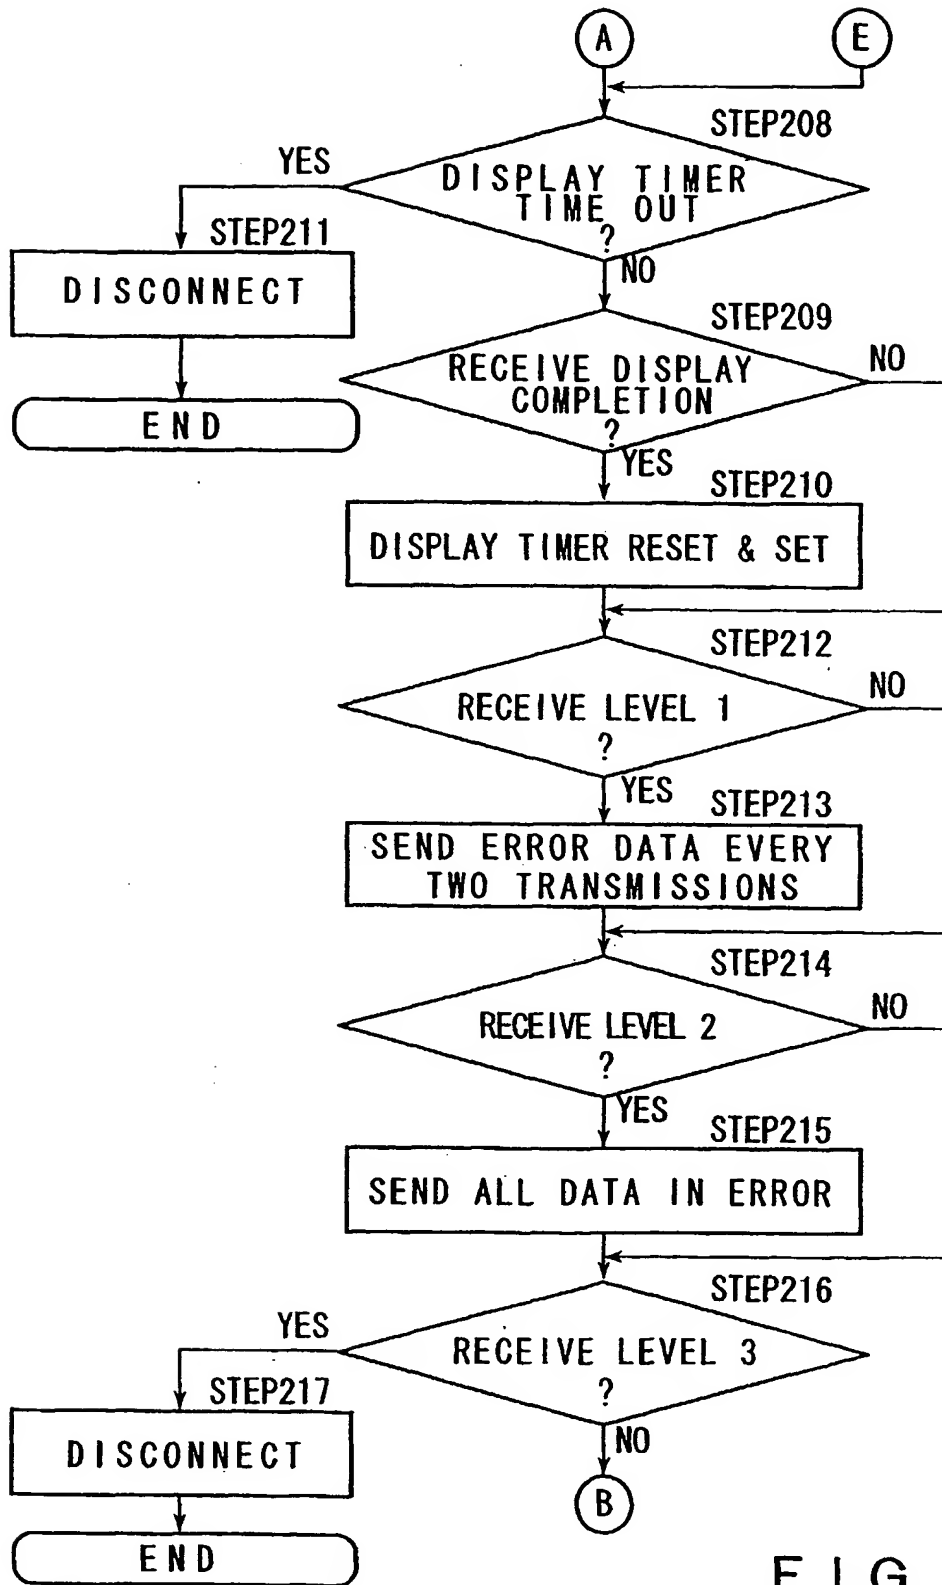 A
E
STEP208
YES
DISPLAY TIMER
TIME OUT
?
NO
STEP211
DISCONNECT
END
STEP209
RECEIVE DISPLAY
COMPLETION
?
NO
YES
STEP210
DISPLAY TIMER RESET & SET
STEP212
RECEIVE LEVEL 1
?
NO
YES
STEP213
SEND ERROR DATA EVERY
TWO TRANSMISSIONS
STEP214
RECEIVE LEVEL 2
?
NO
YES
STEP215
SEND ALL DATA IN ERROR
STEP216
YES
RECEIVE LEVEL 3
?
NO
STEP217
DISCONNECT
END
B
FIG